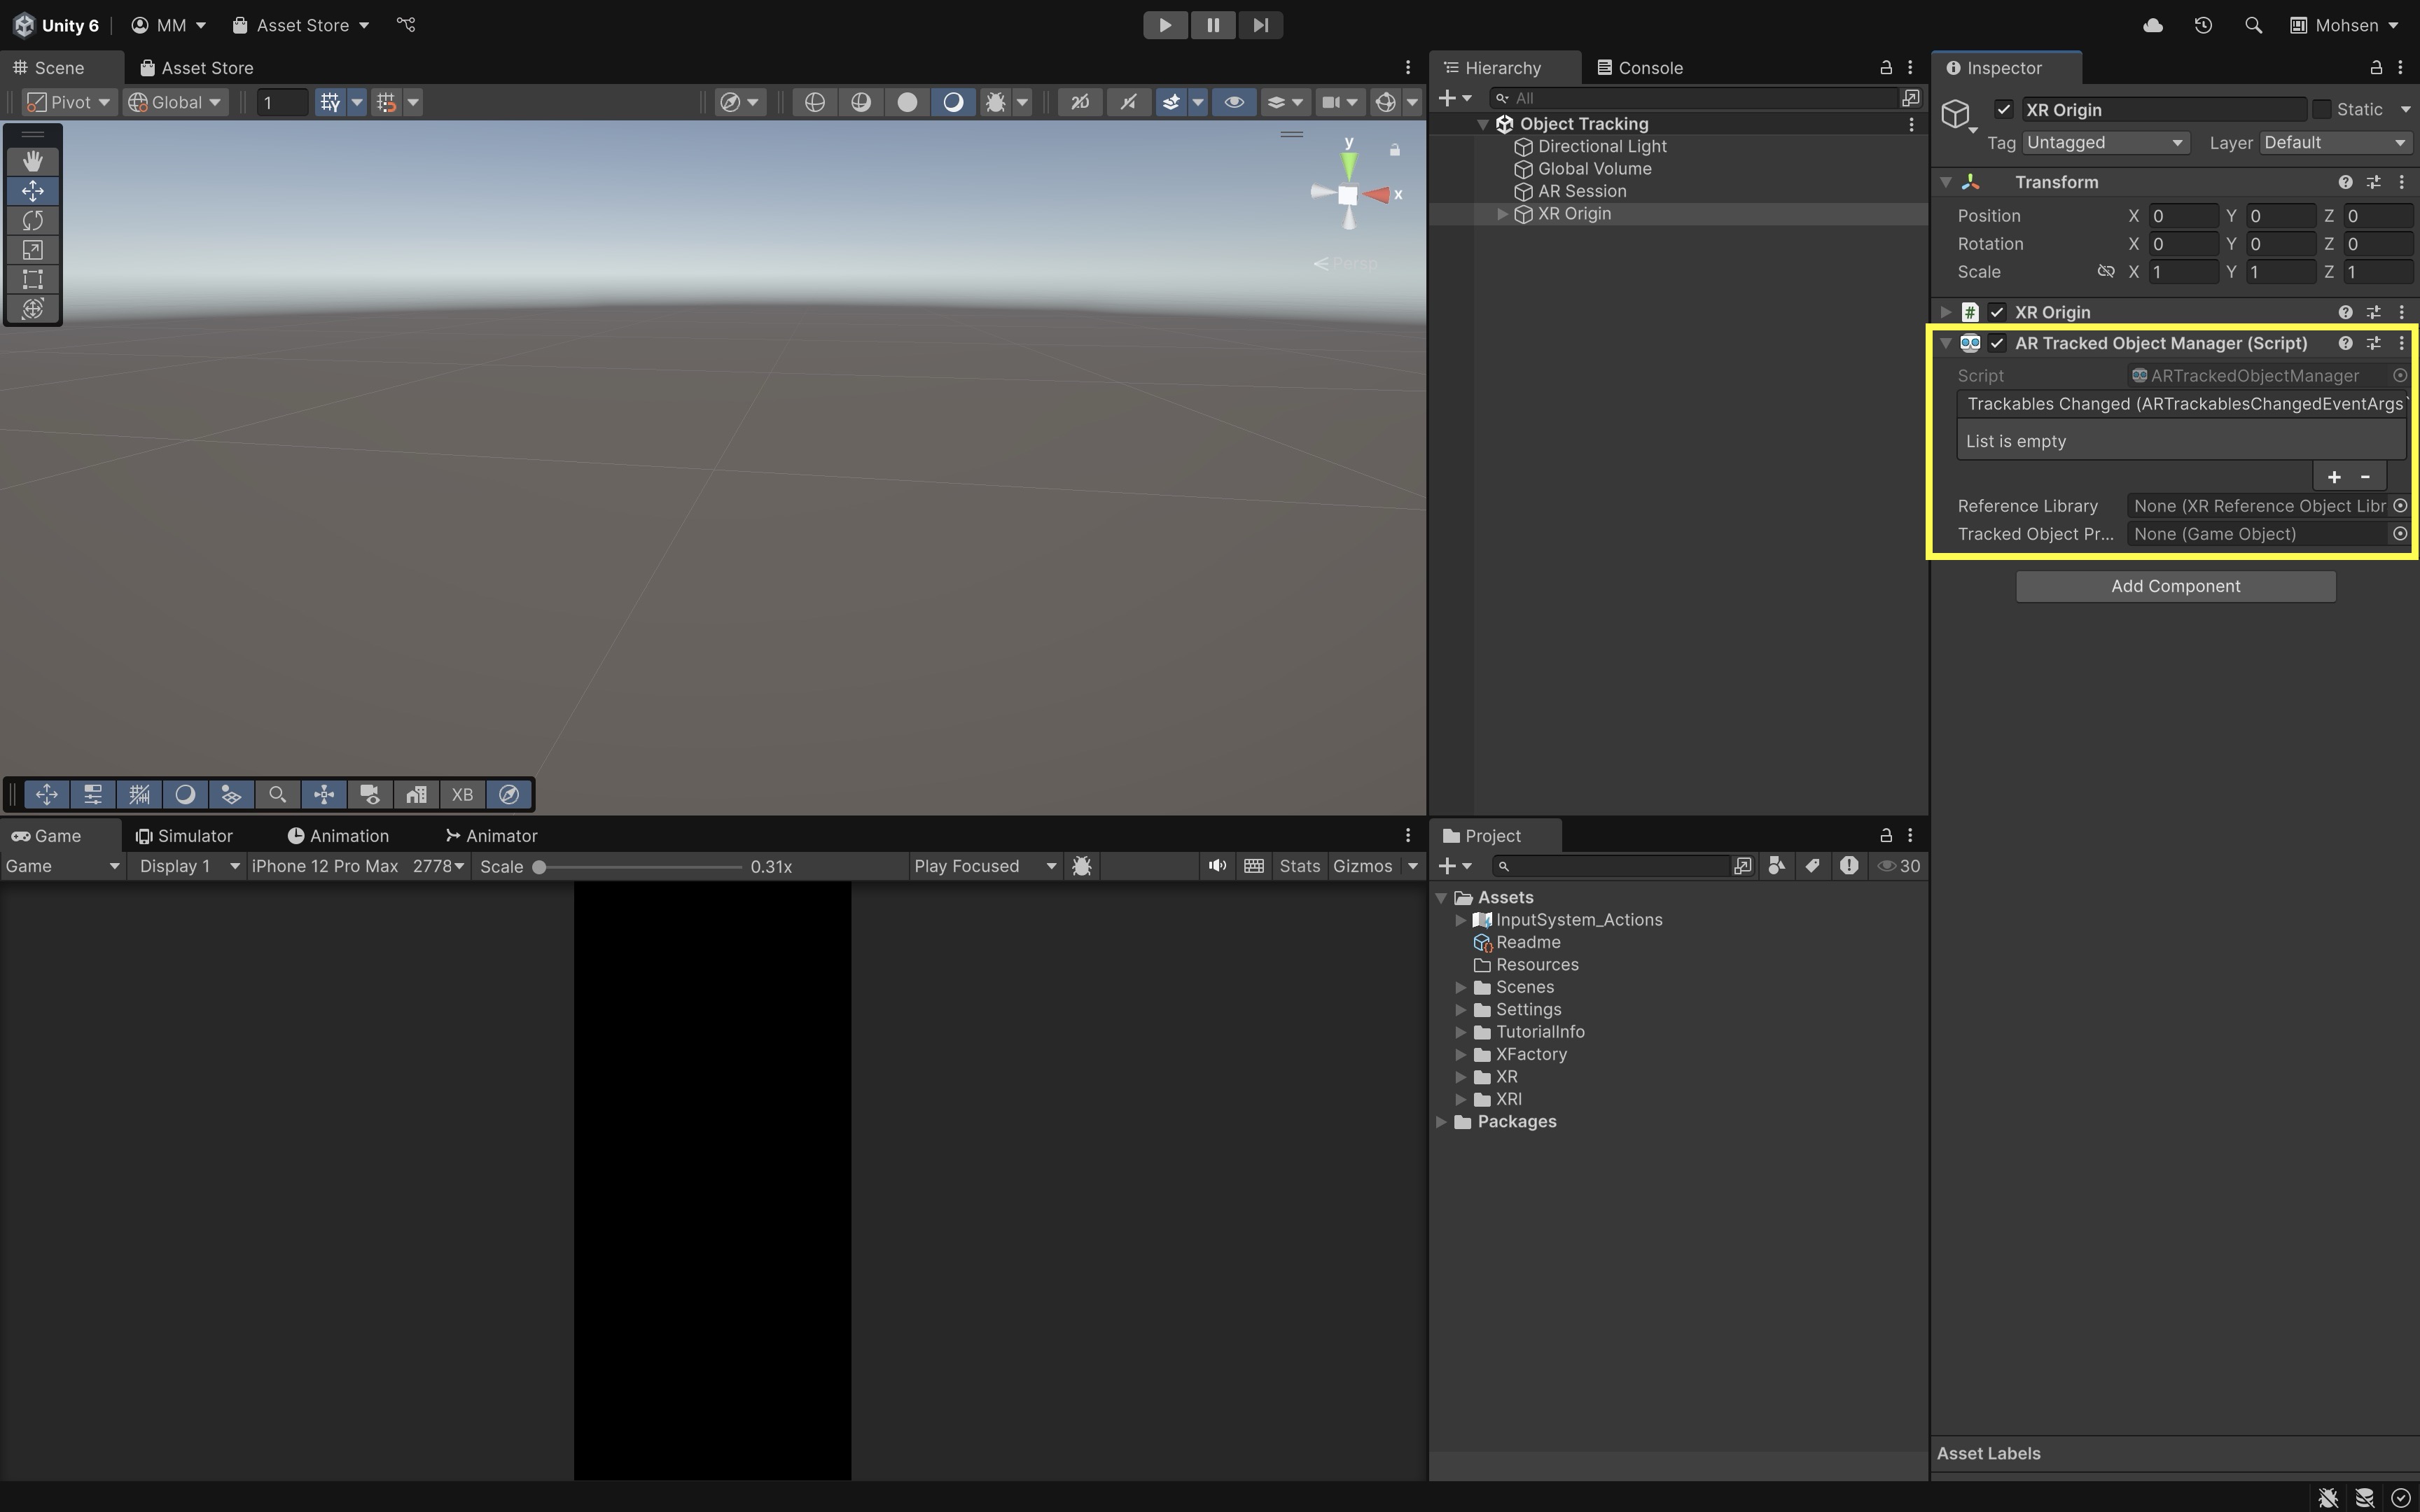 Unity 6 MM Asset Store Mohsen
Scene Asset Store
Pivot Global 1 2D
y
x
Persp
XB
Game Simulator Animation Animator
Game Display 1 iPhone 12 Pro Max 2778 Scale 0.31x Play Focused Stats Gizmos
Hierarchy Console
All
Object Tracking
Directional Light
Global Volume
AR Session
XR Origin
Project
30
Assets
InputSystem_Actions
Readme
Resources
Scenes
Settings
TutorialInfo
XFactory
XR
XRI
Packages
Inspector
XR Origin Static
Tag Untagged Layer Default
Transform
Position X 0 Y 0 Z 0
Rotation X 0 Y 0 Z 0
Scale X 1 Y 1 Z 1
# XR Origin
AR Tracked Object Manager (Script)
Script ARTrackedObjectManager
Trackables Changed (ARTrackablesChangedEventArgs`
List is empty
+ -
Reference Library None (XR Reference Object Libr
Tracked Object Pr... None (Game Object)
Add Component
Asset Labels